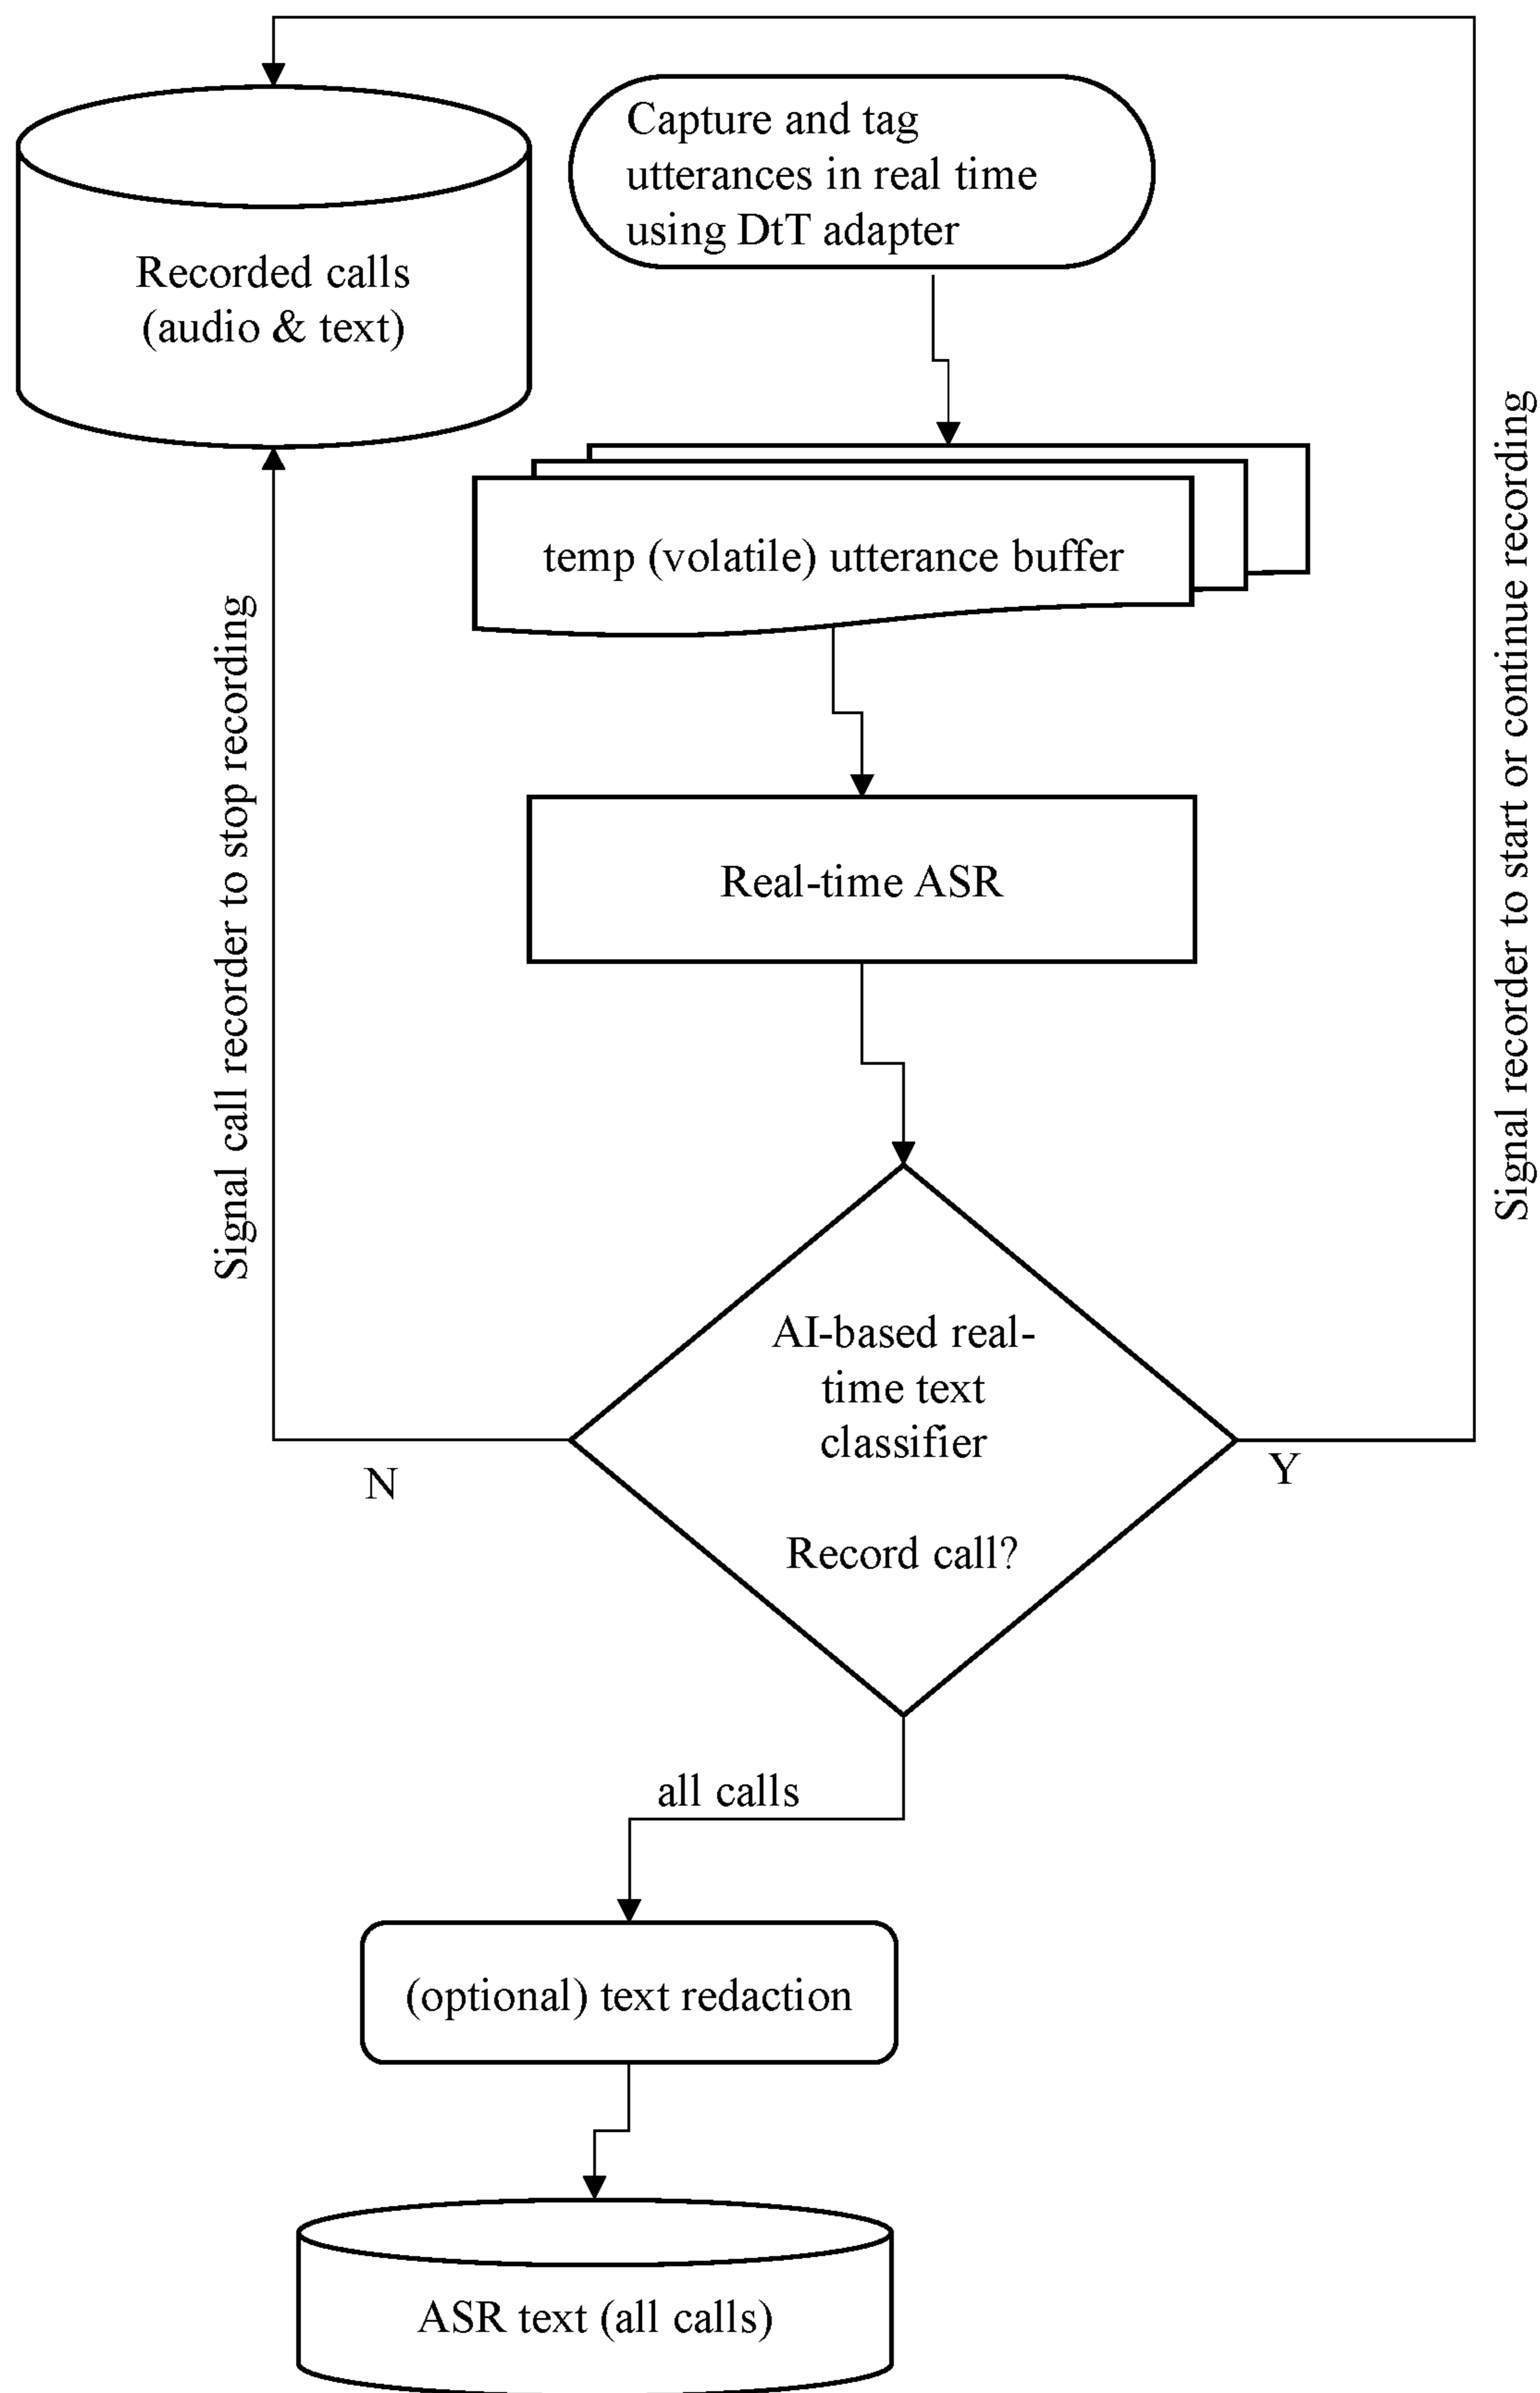 Capture and tag
utterances in real time
using DtT adapter
Recorded calls
(audio & text)
temp (volatile) utterance buffer
Signal call recorder to stop recording
Signal recorder to start or continue recording
Real-time ASR
AI-based real-
time text
classifier
Record call?
N
Y
all calls
(optional) text redaction
ASR text (all calls)